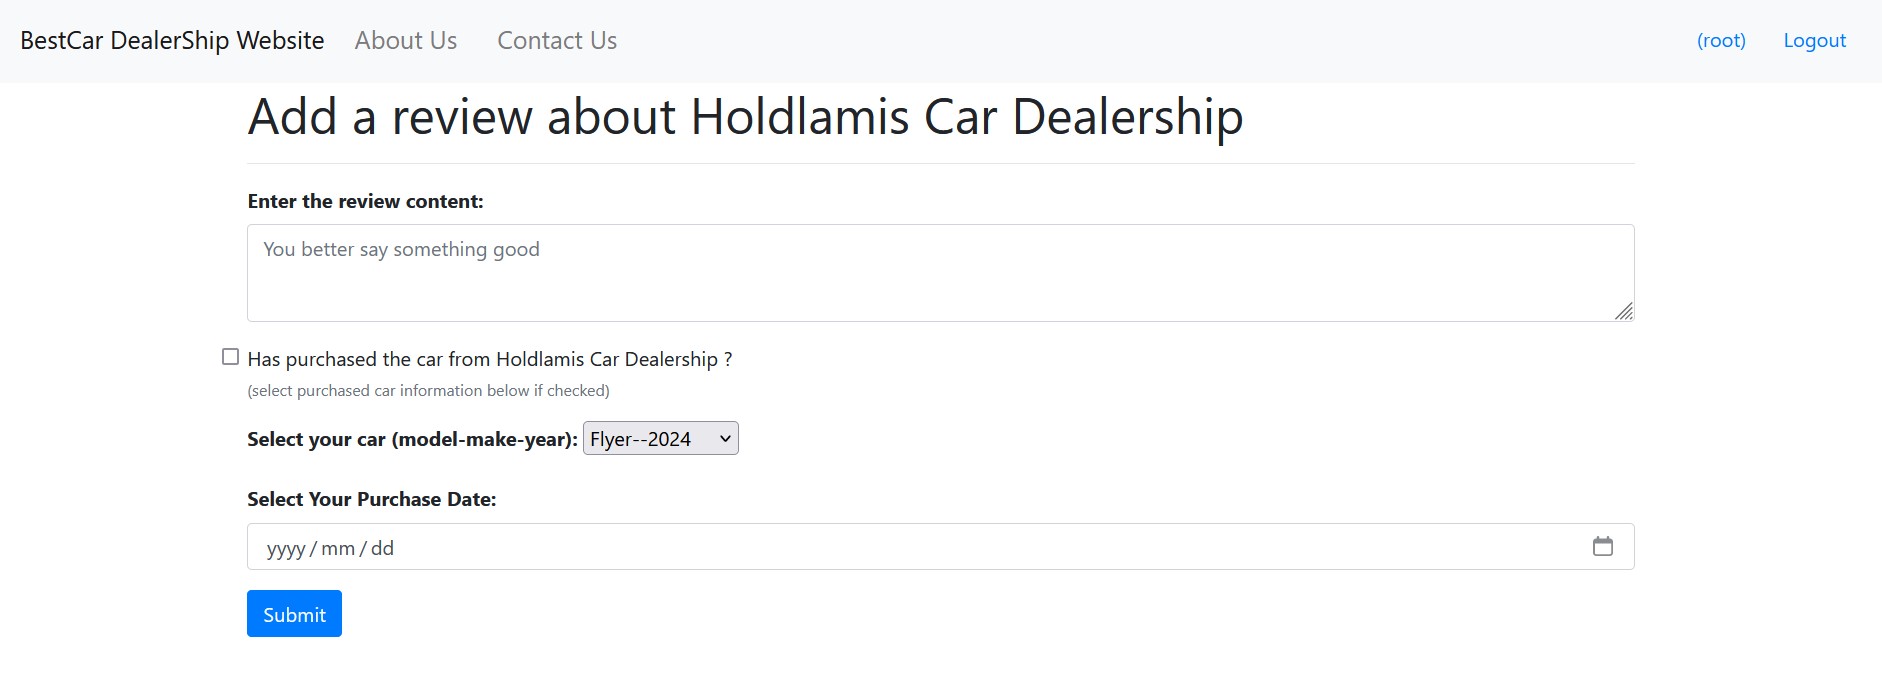 BestCar DealerShip Website About Us Contact Us (root) Logout
Add a review about Holdlamis Car Dealership
Enter the review content:
You better say something good
Has purchased the car from Holdlamis Car Dealership ?
(select purchased car information below if checked)
Select your car (model-make-year): Flyer--2024
Select Your Purchase Date:
yyyy / mm / dd
Submit